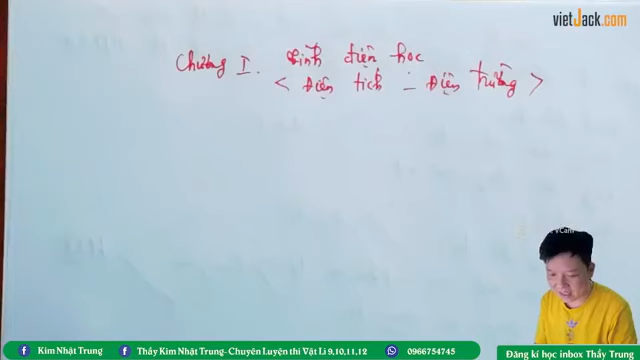 vietJack.com
Chương I. Tĩnh điện học
< Điện tích - Điện trường >
VCam
Kim Nhật Trung
Thầy Kim Nhật Trung- Chuyên Luyện thi Vật Lí 9,10,11,12
0966754745
Đăng kí học inbox Thầy Trung